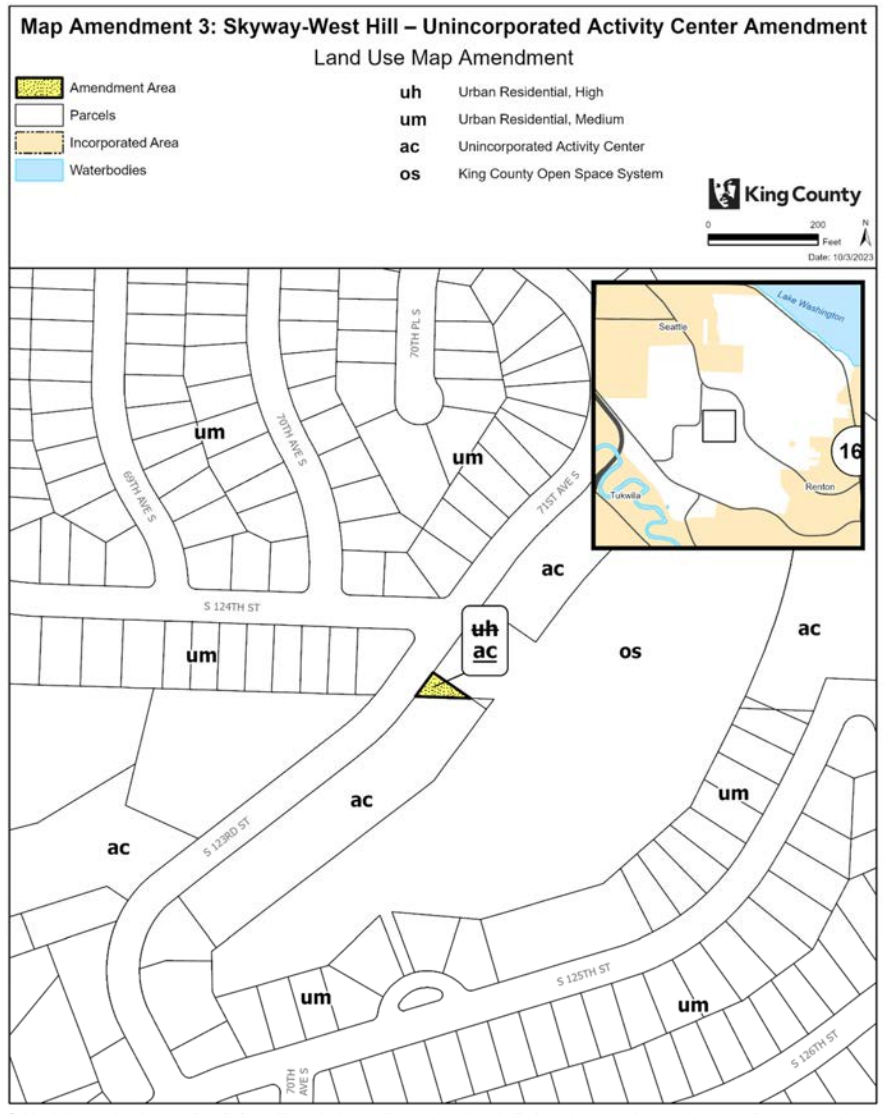 Map Amendment 3: Skyway-West Hill – Unincorporated Activity Center Amendment
Land Use Map Amendment
Amendment Area
Parcels
Incorporated Area
Waterbodies
uh Urban Residential, High
um Urban Residential, Medium
ac Unincorporated Activity Center
os King County Open Space System
King County
0 200
Feet
N
Date: 10/3/2023
Lake Washington
Seattle
16
Renton
Tukwila
70TH PL S
um
70TH AVE S
um
69TH AVE S
71ST AVE S
ac
S 124TH ST
uh
ac
um
os
ac
um
ac
S 123RD ST
ac
S 125TH ST
um
um
S 126TH ST
70TH
AVE S